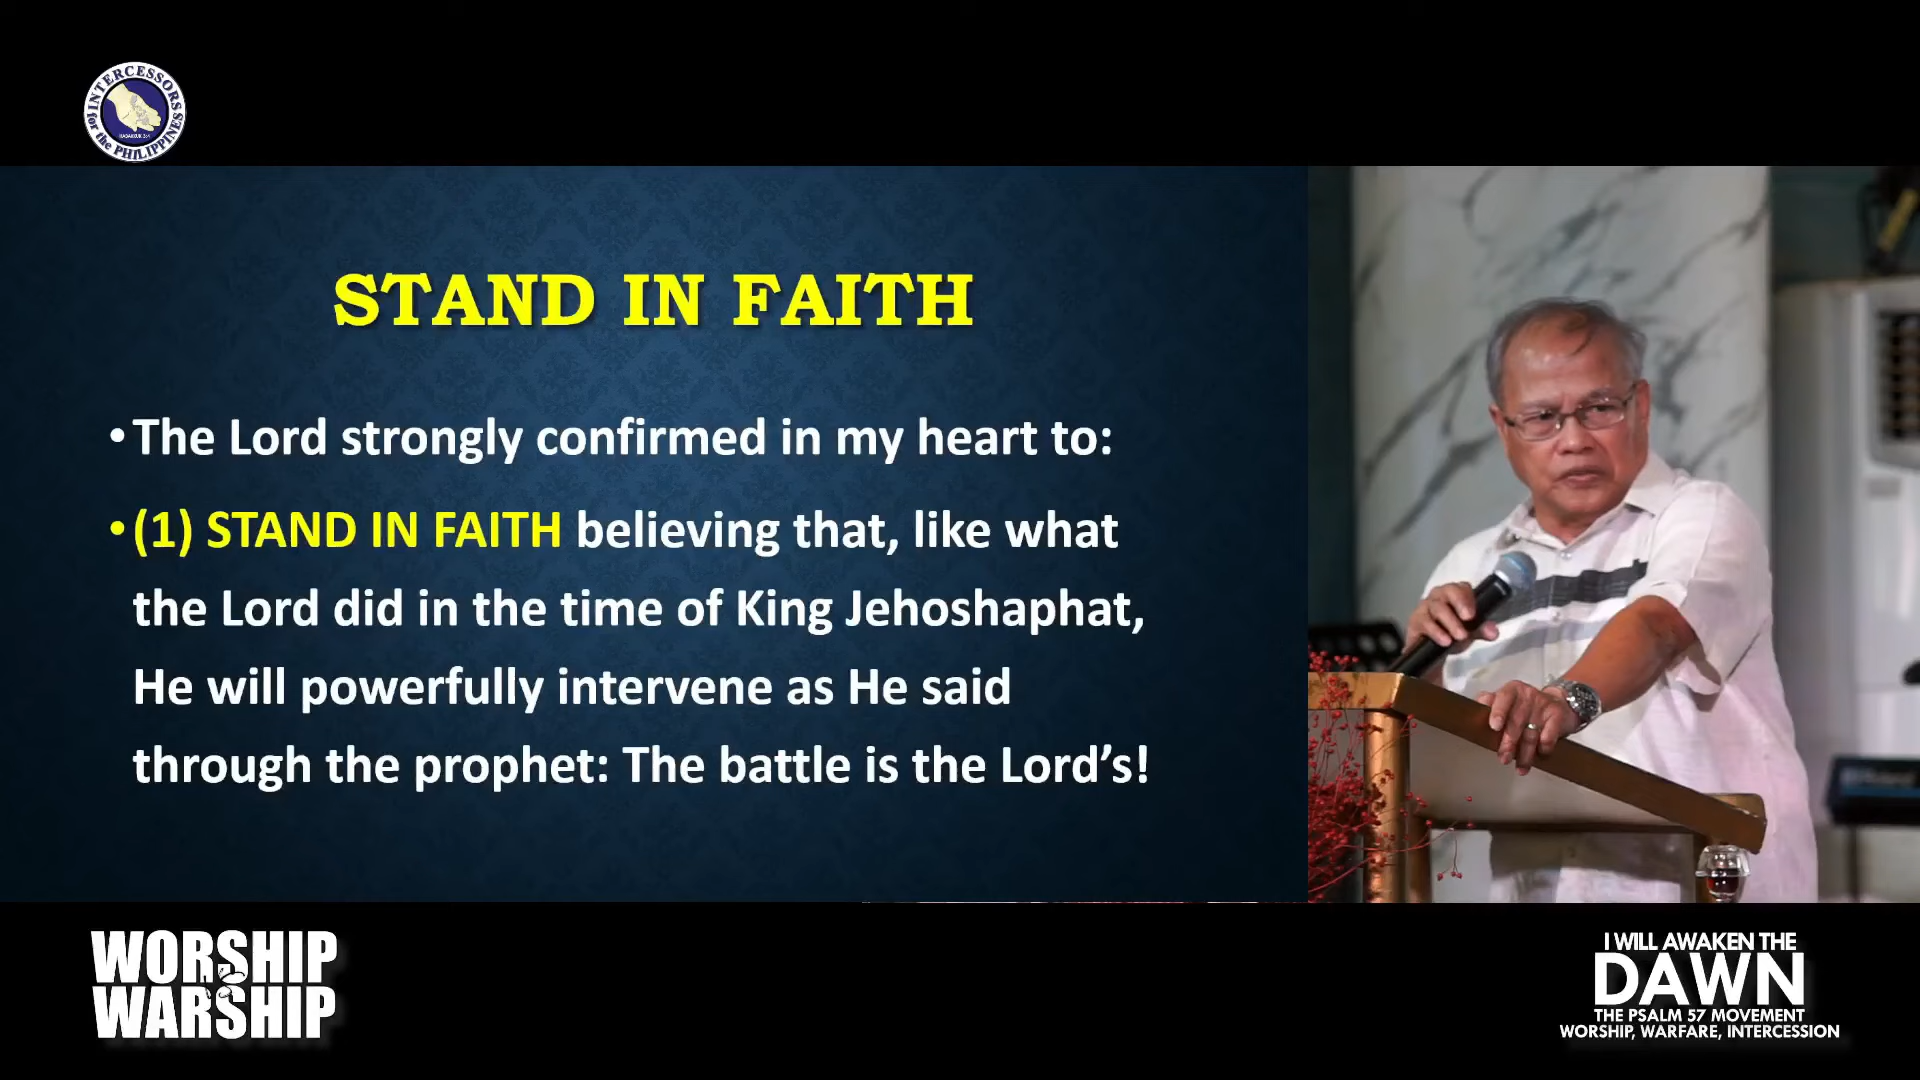 INTERCESSORS
for the PHILIPPINES
STAND IN FAITH
•The Lord strongly confirmed in my heart to:
•(1) STAND IN FAITH believing that, like what
the Lord did in the time of King Jehoshaphat,
He will powerfully intervene as He said
through the prophet: The battle is the Lord’s!
Roland
WORSHIP
WARSHIP
I WILL AWAKEN THE
DAWN
THE PSALM 57 MOVEMENT
WORSHIP, WARFARE, INTERCESSION